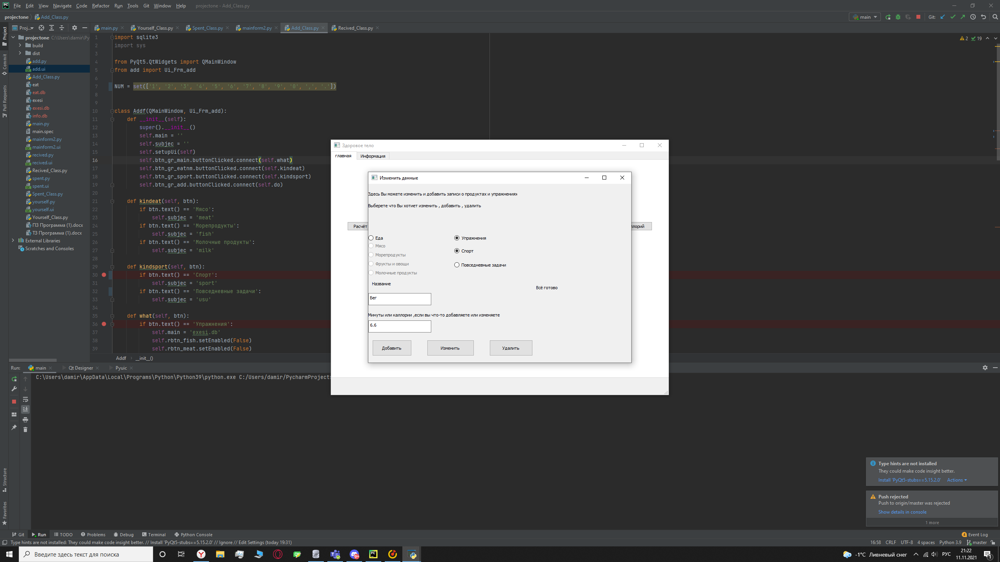 File Edit View Navigate Code Refactor Run Tools Git Window Help projectone - Add_Class.py
projectone Add_Class.py main Git:
Proj... main.py Yourself_Class.py Spent_Class.py mainform2.py Add_Class.py Recived_Class.py
Project
Commit
Pull Requests
projectone C:\Users\damir\Py
build
dist
add.py
add.ui
Add_Class.py
eat
eat.db
exesi
exesi.db
info.db
main.py
main.spec
mainform2.py
mainform2.ui
recived.py
recived.ui
Recived_Class.py
spent.py
spent.ui
Spent_Class.py
yourself.py
yourself.ui
Yourself_Class.py
ПЗ Программа (1).docx
ТЗ Программа (1).docx
External Libraries
Scratches and Consoles
2 19
1 import sqlite3
2 import sys
3
4 from PyQt5.QtWidgets import QMainWindow
5 from add import Ui_Frm_add
6
7 NUM = set(['1', '2', '3', '4', '5', '6', '7', '8', '9', '0', ',', '.'])
8
9
10 class Addf(QMainWindow, Ui_Frm_add):
11 def __init__(self):
12 super().__init__()
13 self.main = ''
14 self.subjec = ''
15 self.setupUi(self)
16 self.btn_gr_main.buttonClicked.connect(self.what)
17 self.btn_gr_eatnm.buttonClicked.connect(self.kindeat)
18 self.btn_gr_sport.buttonClicked.connect(self.kindsport)
19 self.btn_gr_add.buttonClicked.connect(self.do)
20
21 def kindeat(self, btn):
22 if btn.text() == 'Мясо':
23 self.subjec = 'meat'
24 if btn.text() == 'Морепродукты':
25 self.subjec = 'fish'
26 if btn.text() == 'Молочные продукты':
27 self.subjec = 'milk'
28
29 def kindsport(self, btn):
30 if btn.text() == 'Спорт':
31 self.subjec = 'sport'
32 if btn.text() == 'Повседневные задачи':
33 self.subjec = 'usu'
34
35 def what(self, btn):
36 if btn.text() == 'Упражнения':
37 self.main = 'exesi.db'
38 self.rbtn_fish.setEnabled(False)
39 self.rbtn_meat.setEnabled(False)
Addf __init__()
Здоровое тело
главная Информация
Расчёт ллорий
Изменить данные
Здесь Вы можете изменить и добавить записи о продуктах и упражнениях
Выберете что Вы хотиет изменить , добавить , удалить
Еда Упражнения
Мясо
Спорт
Морепродукты
Фрукты и овощи
Повседневные задачи
Молочные продукты
Название
Всё готово
Бег
Минуты или каллории ,если вы что-то добавляете или изменяете
6.6
Добавить Изменить Удалить
Run: main Qt Designer Pyuic
C:\Users\damir\AppData\Local\Programs\Python\Python39\python.exe C:/Users/damir/PycharmProjects
Structure
Favorites
Type hints are not installed
They could make code insight better.
Install 'PyQt5-stubs==5.15.2.0' Actions
Push rejected
Push to origin/master was rejected
Show details in console
1 more
Git Run TODO Problems Debug Terminal Python Console 4 Event Log
Type hints are not installed: They could make code insight better. // Install 'PyQt5-stubs==5.15.2.0' // Ignore // Edit Settings (today 19:31) 16:58 CRLF UTF-8 4 spaces Python 3.9 master
Введите здесь текст для поиска 9+ -1°C Ливневый снег РУС 21:22
11.11.2021 1